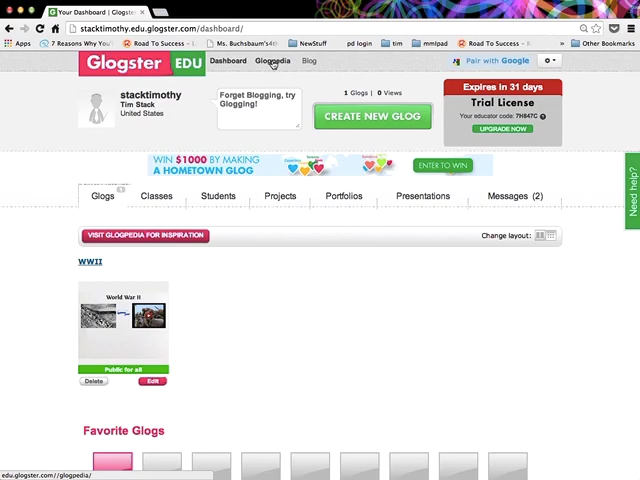 Your Dashboard | Glogster
stacktimothy.edu.glogster.com/dashboard/
Apps 7 Reasons Why You' Road To Success – L Ms. Buchsbaum's4th NewStuff pd login tim mmlpad Road To Success – L Other Bookmarks
Glogster EDU Dashboard Glogpedia Blog Pair with Google
stacktimothy
Tim Stack
United States
Forget Blogging, try
Glogging!
1 Glogs | 0 Views
CREATE NEW GLOG
Expires in 31 days
Trial License
Your educator code: 7H847C
UPGRADE NOW
WIN $1000 BY MAKING
A HOMETOWN GLOG
ENTER TO WIN
Need help?
Glogs 1 Classes Students Projects Portfolios Presentations Messages (2)
VISIT GLOGPEDIA FOR INSPIRATION Change layout:
WWII
World War II
Public for all
Delete Edit
Favorite Glogs
edu.glogster.com//glogpedia/